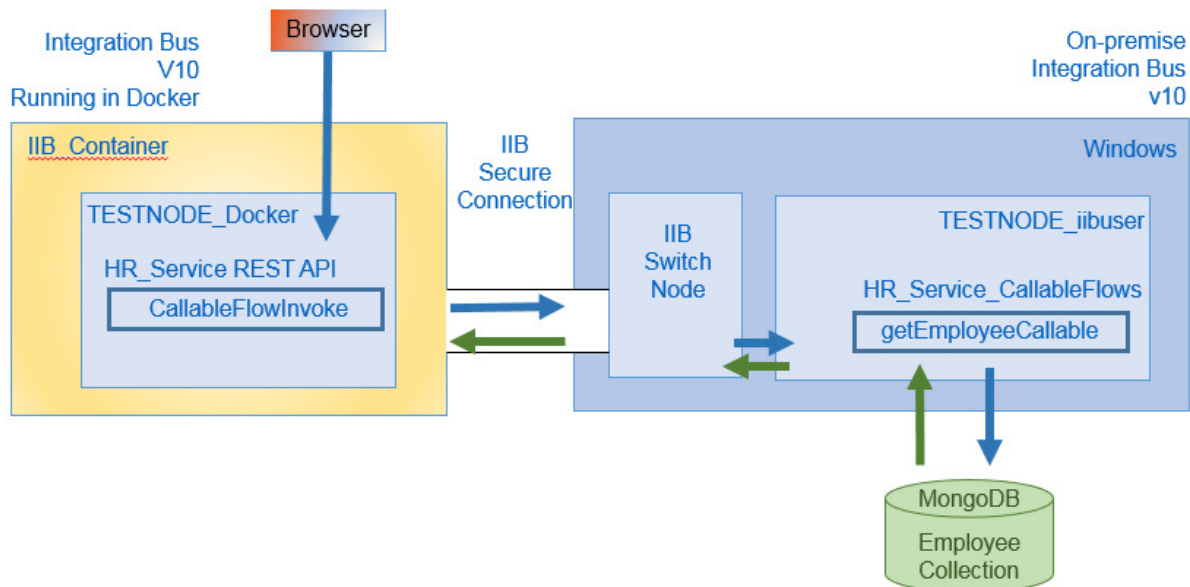 Browser
Integration Bus
V10
Running in Docker
On-premise
Integration Bus
v10
IIB_Container
IIB
Secure
Connection
Windows
TESTNODE_Docker
HR_Service REST API
CallableFlowInvoke
IIB
Switch
Node
TESTNODE_iibuser
HR_Service_CallableFlows
getEmployeeCallable
MongoDB
Employee
Collection